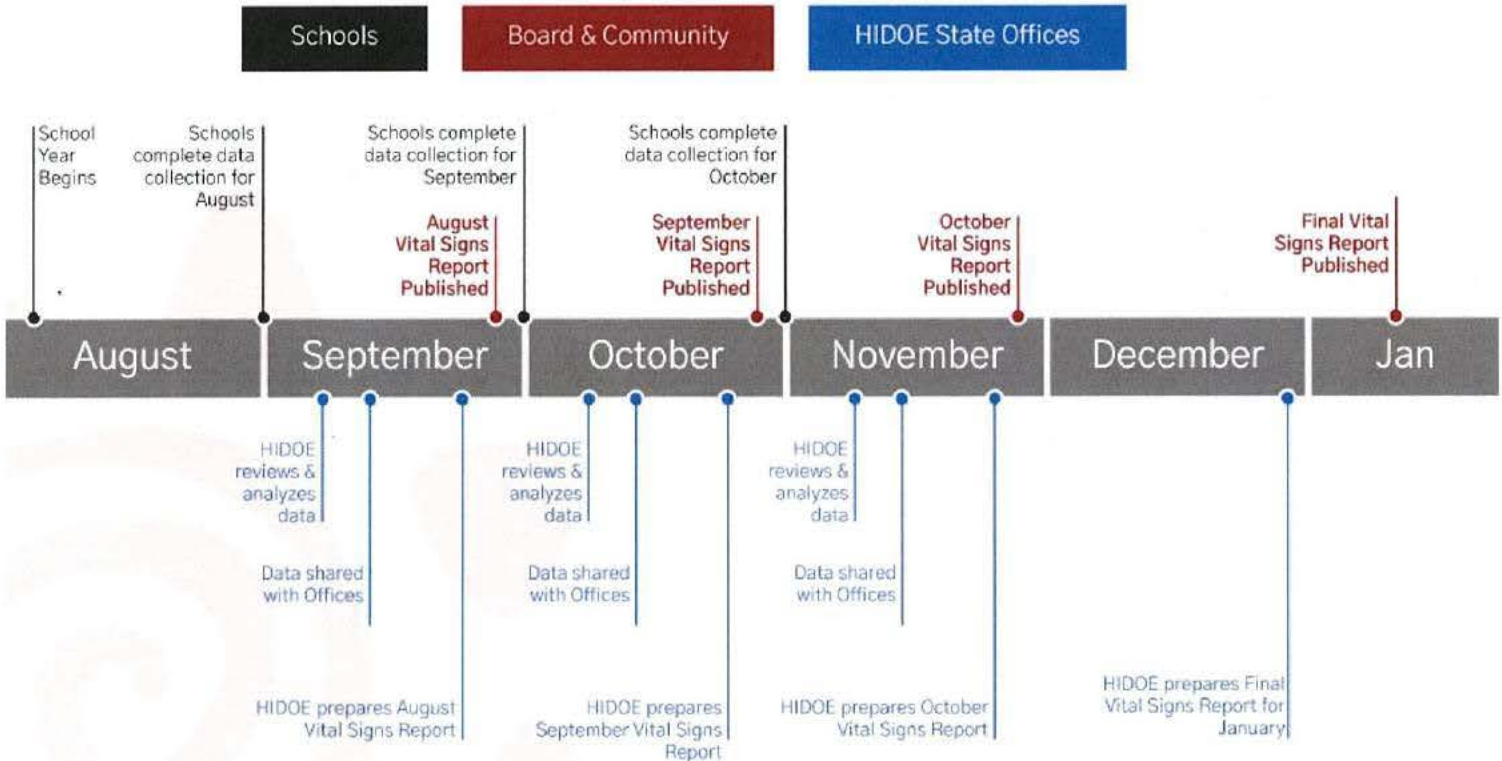 Schools
Board & Community
HIDOE State Offices
School
Year
Begins
Schools
complete data
collection for
August
Schools complete
data collection for
September
Schools complete
data collection for
October
August
Vital Signs
Report
Published
September
Vital Signs
Report
Published
October
Vital Signs
Report
Published
Final Vital
Signs Report
Published
August
September
October
November
December
Jan
HIDOE
reviews &
analyzes
data
HIDOE
reviews &
analyzes
data
HIDOE
reviews &
analyzes
data
Data shared
with Offices
Data shared
with Offices
Data shared
with Offices
HIDOE prepares August
Vital Signs Report
HIDOE prepares
September Vital Signs
Report
HIDOE prepares October
Vital Signs Report
HIDOE prepares Final
Vital Signs Report for
January